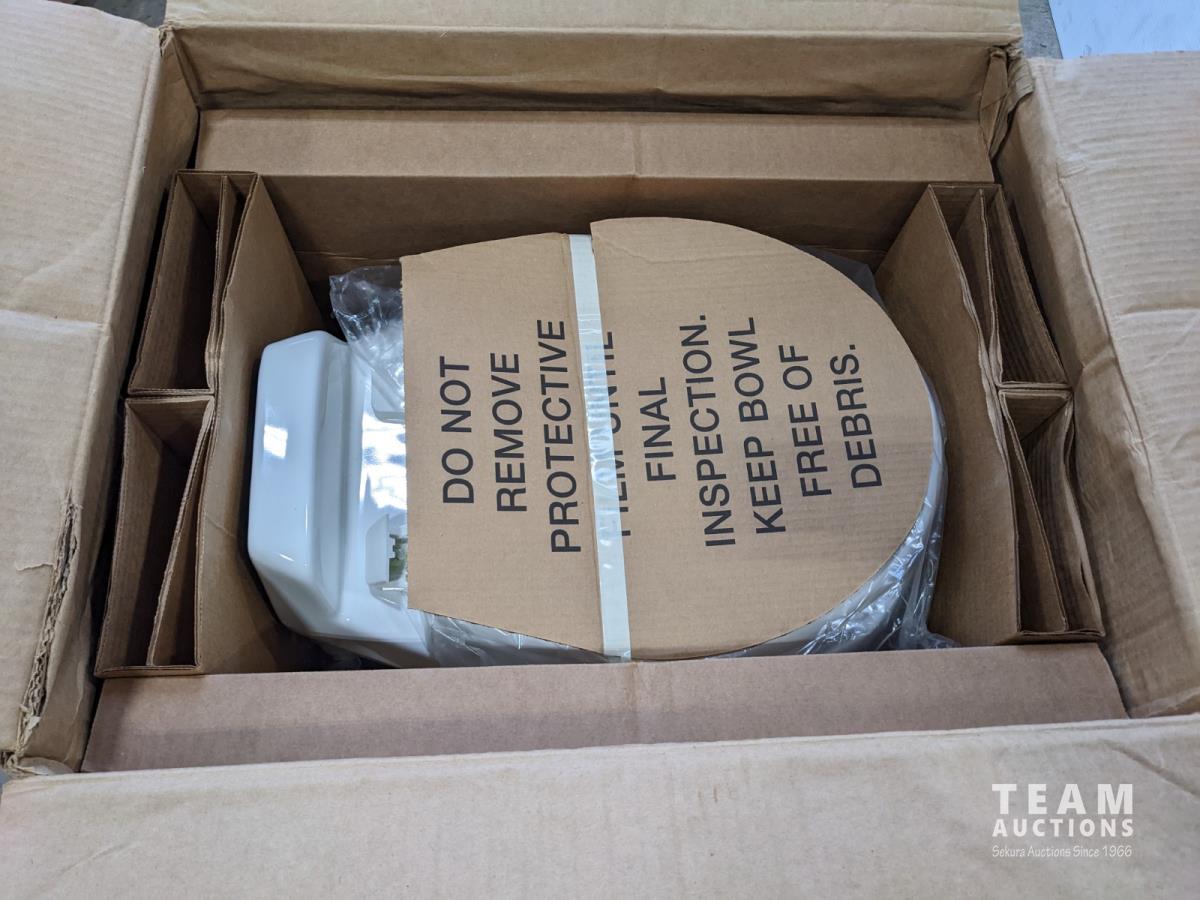 DO NOT
REMOVE
PROTECTIVE
FINAL
INSPECTION.
KEEP BOWL
FREE OF
DEBRIS.
TEAM
AUCTIONS
Sekura Auctions Since 1966